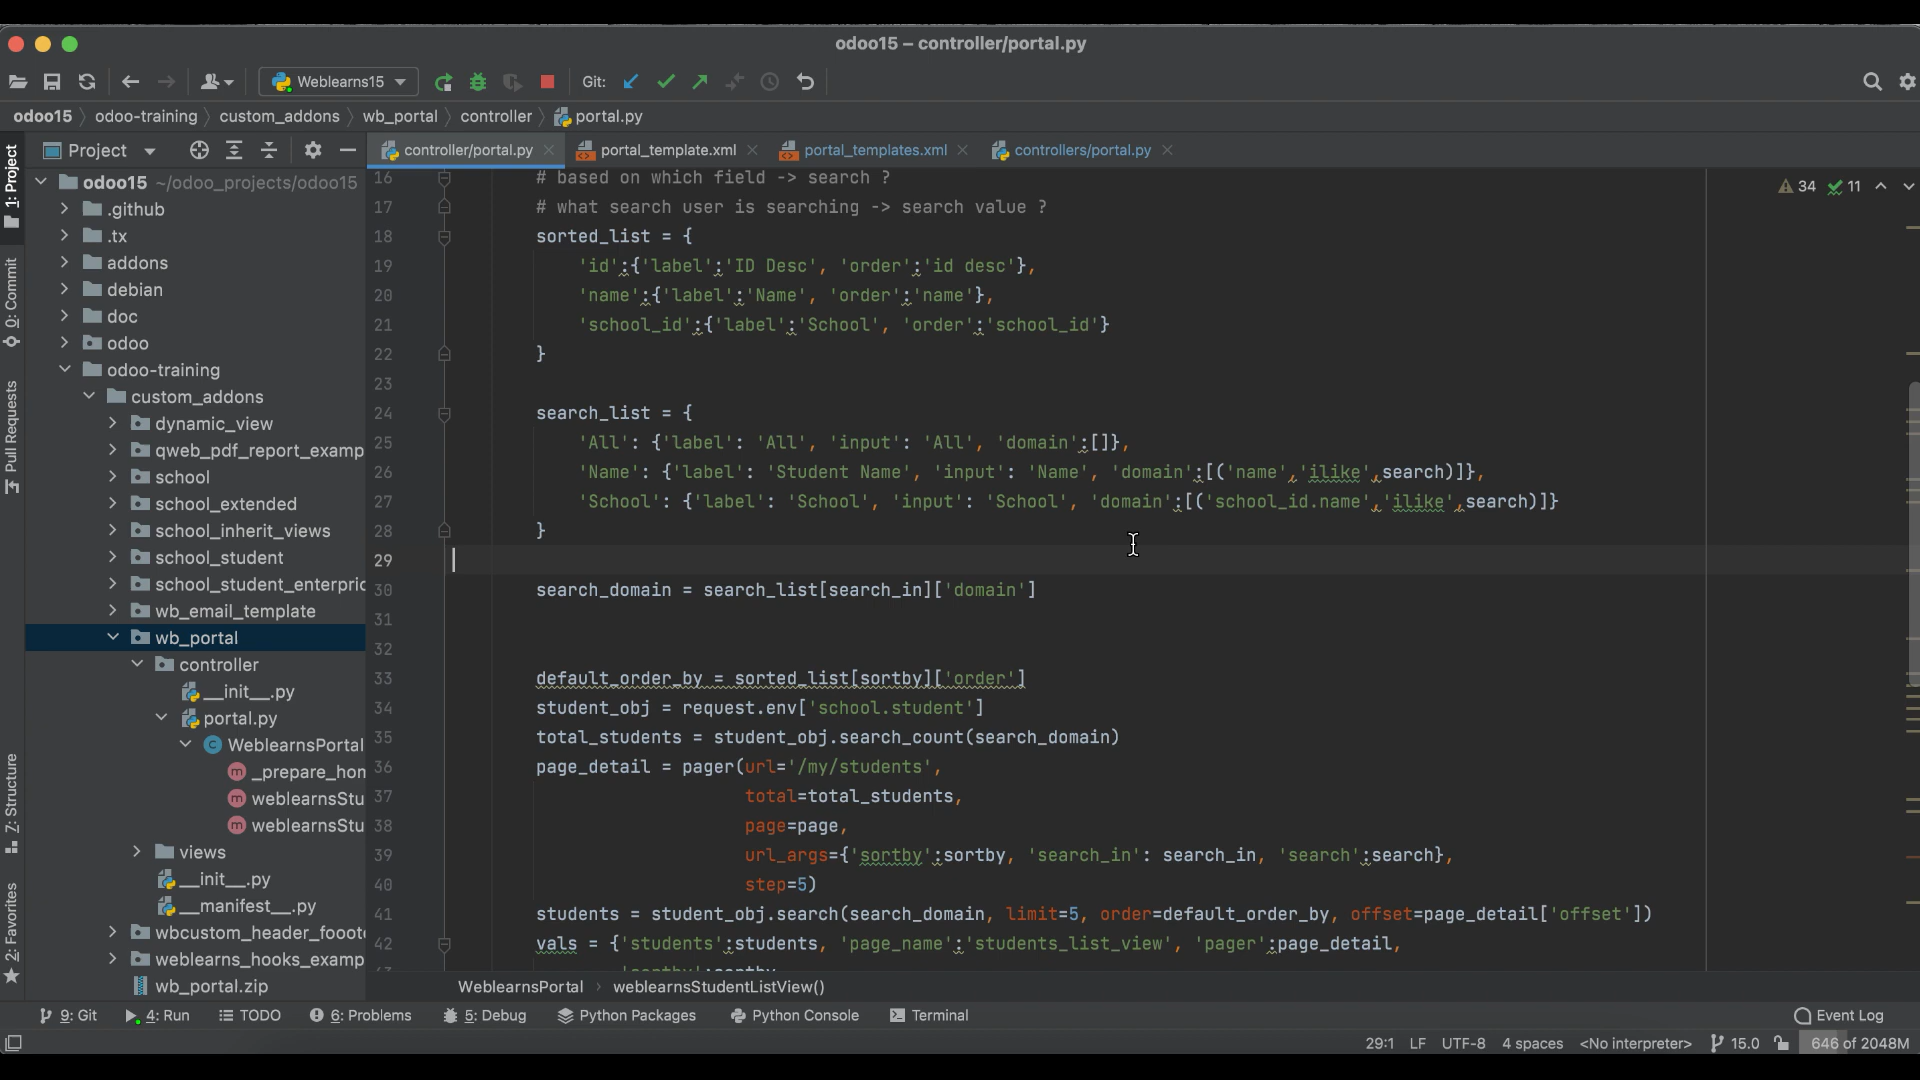 odoo15 – controller/portal.py
Weblearns15
Git:
odoo15 odoo-training custom_addons wb_portal controller portal.py
Project
controller/portal.py portal_template.xml portal_templates.xml controllers/portal.py
1: Project
0: Commit
Pull Requests
7: Structure
2: Favorites
odoo15 ~/odoo_projects/odoo15
.github
.tx
addons
debian
doc
odoo
odoo-training
custom_addons
dynamic_view
qweb_pdf_report_examp
school
school_extended
school_inherit_views
school_student
school_student_enterpric
wb_email_template
wb_portal
controller
__init__.py
portal.py
WeblearnsPortal
_prepare_hon
weblearnsStu
weblearnsStu
views
__init__.py
__manifest__.py
wbcustom_header_foote
weblearns_hooks_examp
wb_portal.zip
34 11
16 # based on which field -> search ?
17 # what search user is searching -> search value ?
18 sorted_list = {
19 'id':{'label':'ID Desc', 'order':'id desc'},
20 'name':{'label':'Name', 'order':'name'},
21 'school_id':{'label':'School', 'order':'school_id'}
22 }
23
24 search_list = {
25 'All': {'label': 'All', 'input': 'All', 'domain':[]},
26 'Name': {'label': 'Student Name', 'input': 'Name', 'domain':[('name','ilike',search)]},
27 'School': {'label': 'School', 'input': 'School', 'domain':[('school_id.name','ilike',search)]}
28 }
29
30 search_domain = search_list[search_in]['domain']
31
32
33 default_order_by = sorted_list[sortby]['order']
34 student_obj = request.env['school.student']
35 total_students = student_obj.search_count(search_domain)
36 page_detail = pager(url='/my/students',
37 total=total_students,
38 page=page,
39 url_args={'sortby':sortby, 'search_in': search_in, 'search':search},
40 step=5)
41 students = student_obj.search(search_domain, limit=5, order=default_order_by, offset=page_detail['offset'])
42 vals = {'students':students, 'page_name':'students_list_view', 'pager':page_detail,
WeblearnsPortal weblearnsStudentListView()
9: Git 4: Run TODO 6: Problems 5: Debug Python Packages Python Console Terminal Event Log
29:1 LF UTF-8 4 spaces <No interpreter> 15.0 646 of 2048M